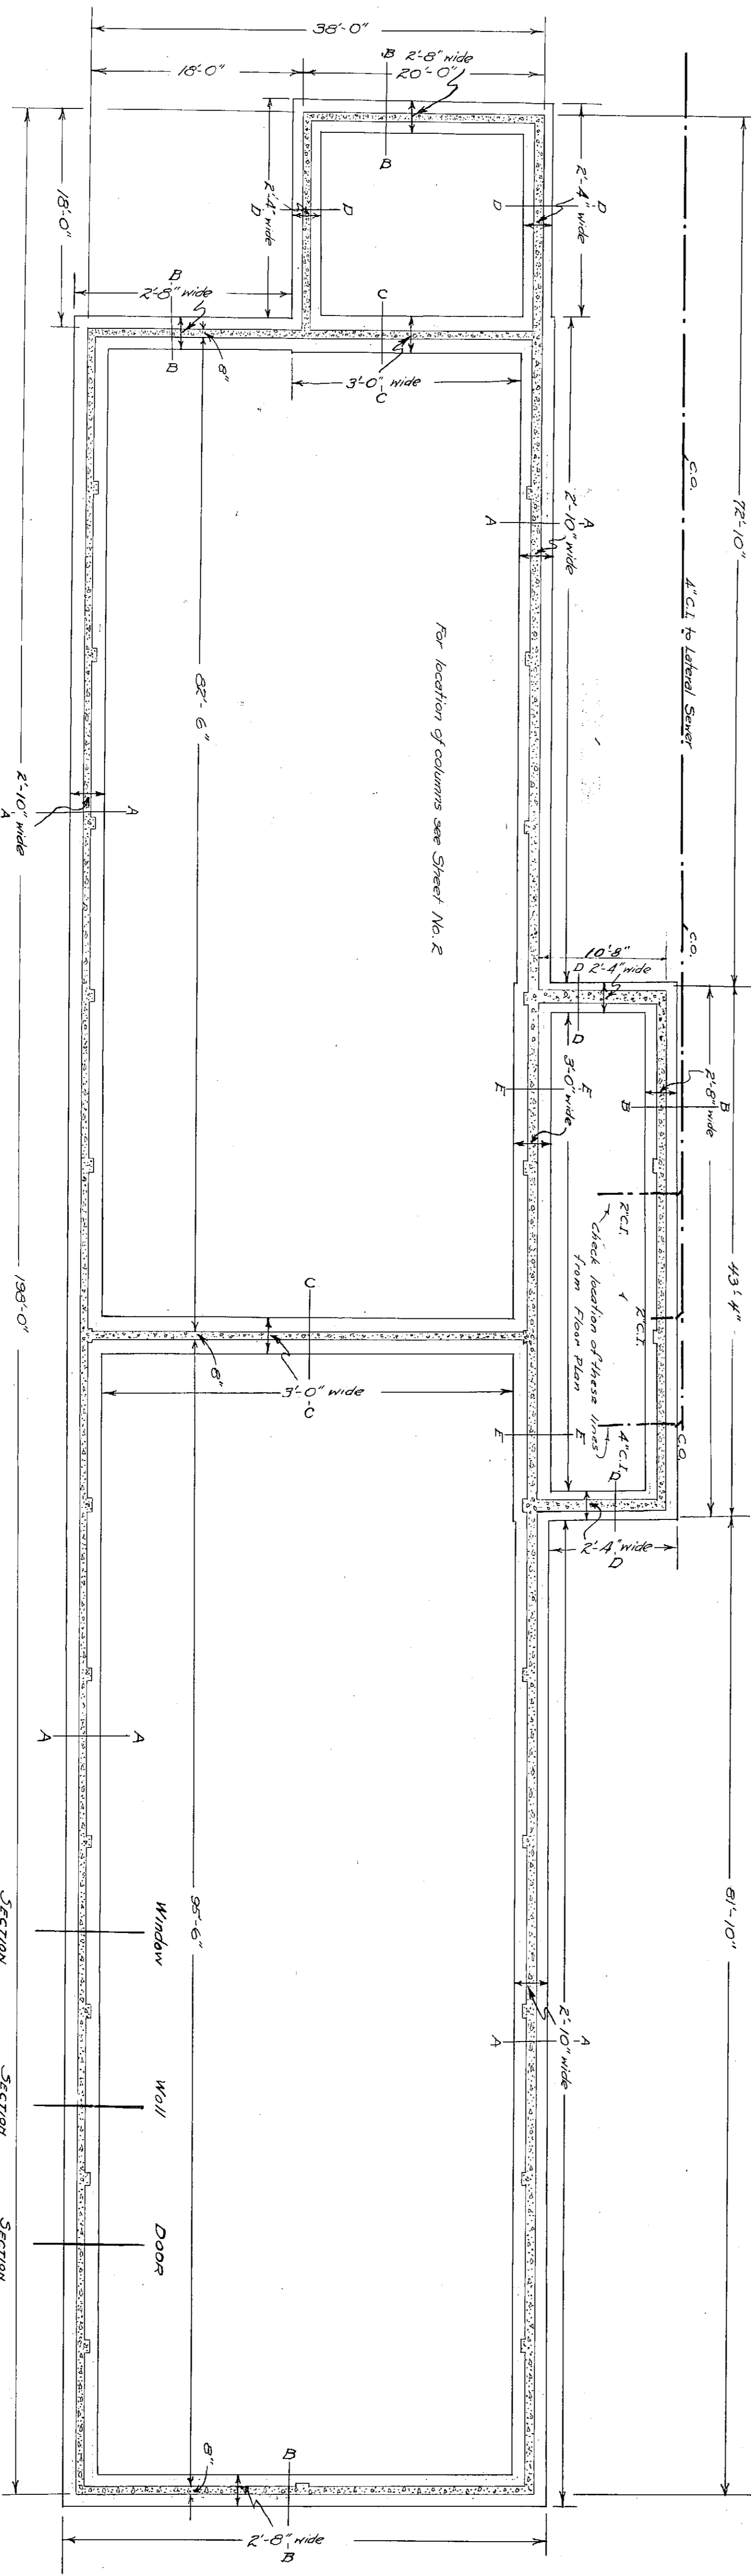 38'-0"
18'-0"
20'-0"
B 2'-8" wide
B
18'-0"
2'-4" wide
D
D
2'-4" wide
D
D
72'-10"
C.O.
4" C.I. to Lateral Sewer
C.O.
B
2'-8" wide
B
8"
C
3'-0" wide
C
A
2'-10" wide
A
For location of columns see Sheet No. 2
82'-6"
2'-10" wide
A
A
198'-0"
10'-8"
D 2'-4" wide
D
2'-8" wide
B
B
43'-4"
E
3'-0" wide
E
2" C.I.
2" C.I.
Check location of these lines
from Floor Plan
4" C.I.
C.O.
C
8"
3'-0" wide
C
E
E
D
2'-4" wide
D
81'-10"
A
A
95'-6"
Window
Wall
Door
SECTION
SECTION
SECTION
A
2'-10" wide
A
B
8"
2'-8" wide
B